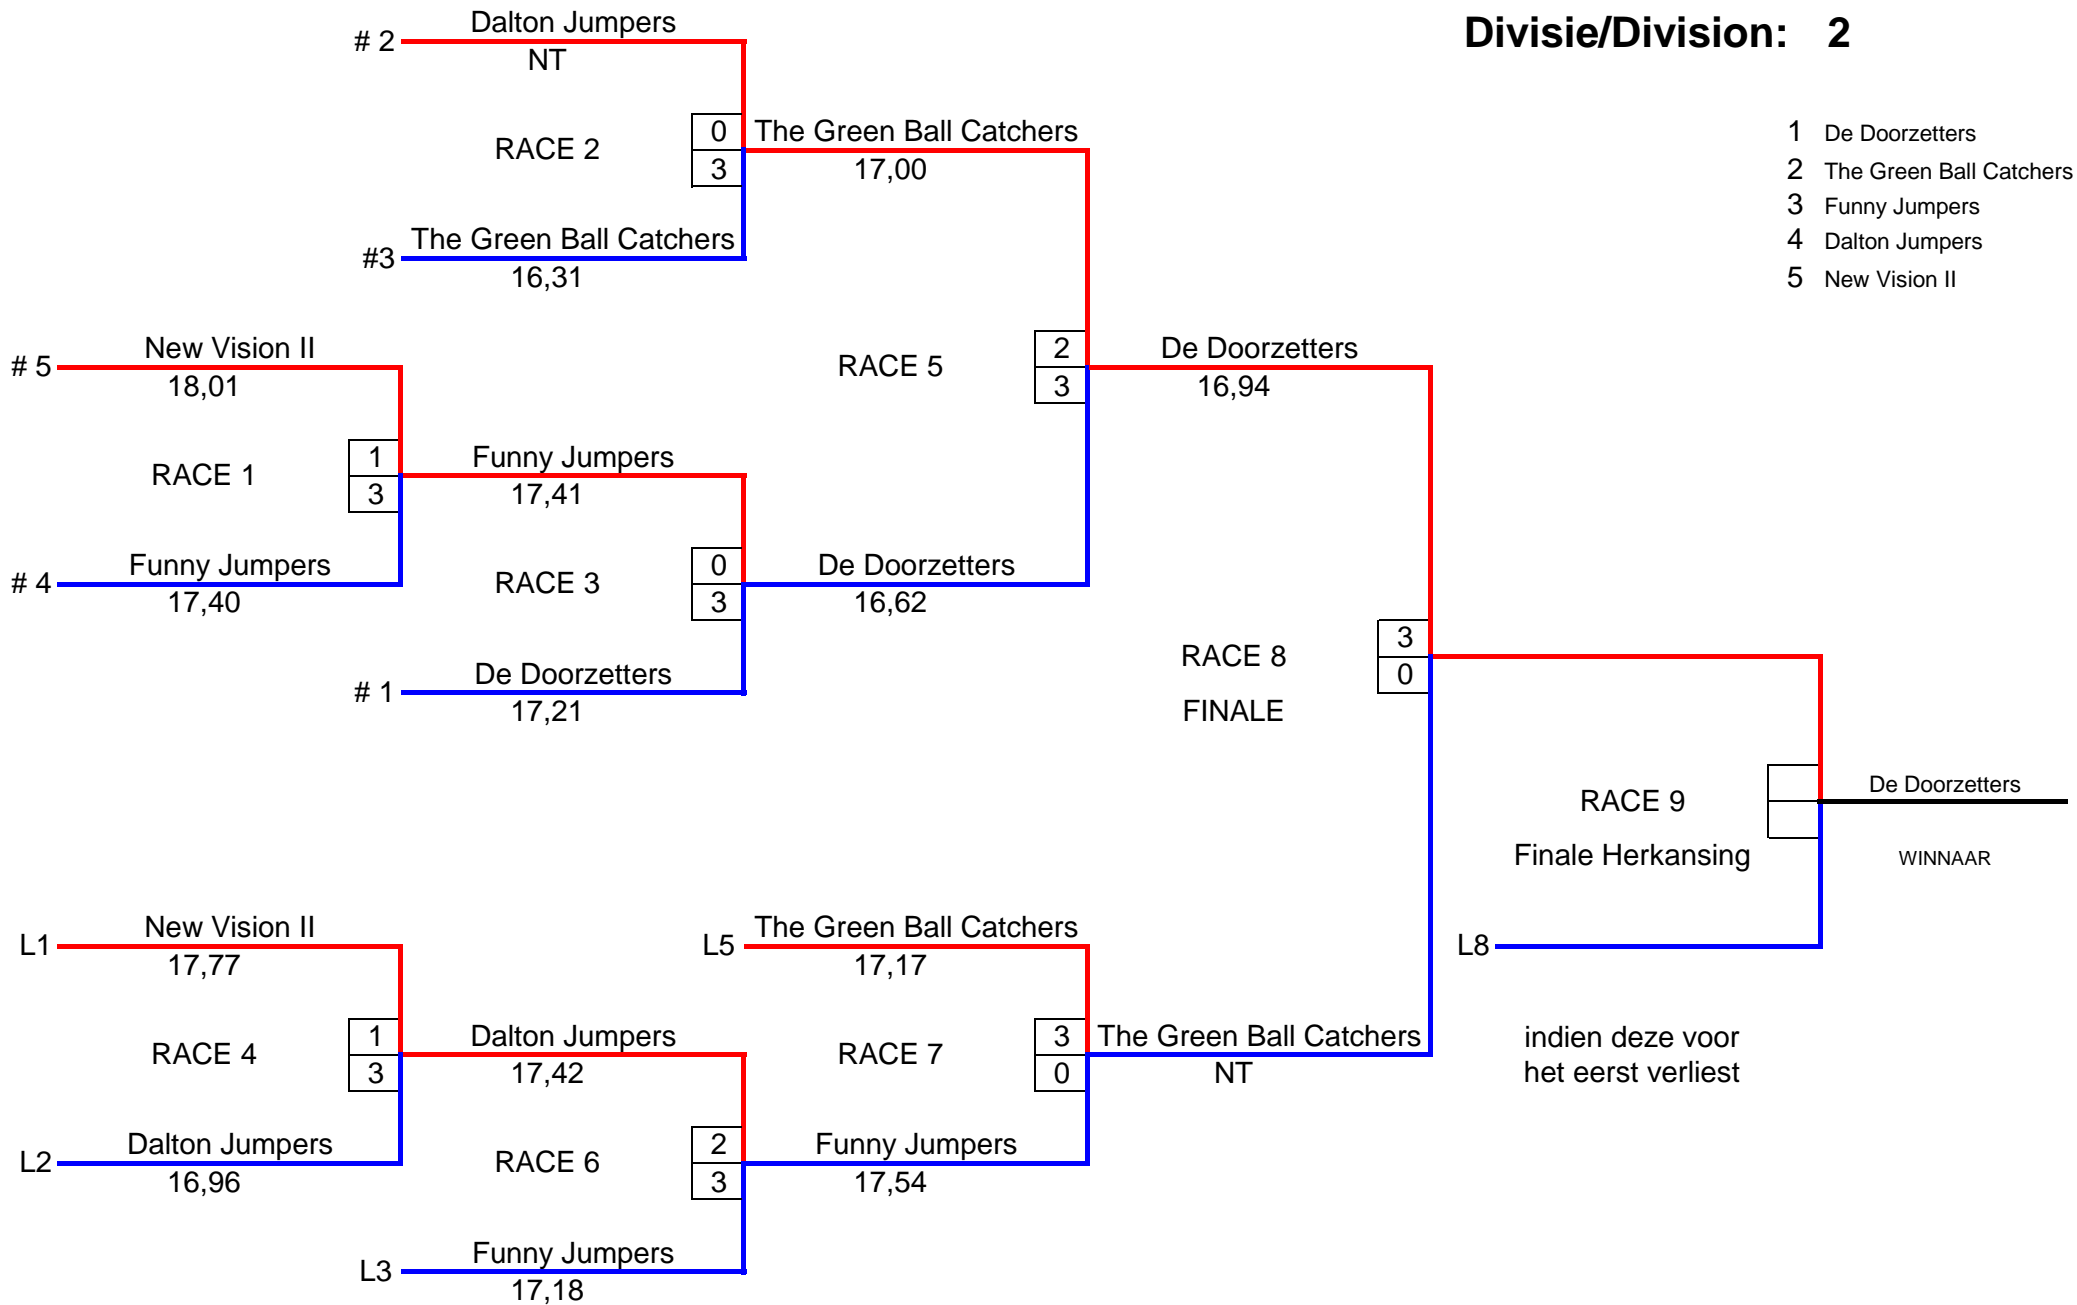 Divisie/Division: 2
1 De Doorzetters
2 The Green Ball Catchers
3 Funny Jumpers
4 Dalton Jumpers
5 New Vision II
# 2 Dalton Jumpers
NT
RACE 2
0
3
#3 The Green Ball Catchers
16,31
The Green Ball Catchers
17,00
# 5 New Vision II
18,01
RACE 1
1
3
# 4 Funny Jumpers
17,40
Funny Jumpers
17,41
RACE 3
0
3
# 1 De Doorzetters
17,21
De Doorzetters
16,62
RACE 5
2
3
De Doorzetters
16,94
RACE 8
FINALE
3
0
RACE 9
Finale Herkansing
De Doorzetters
WINNAAR
L8
indien deze voor
het eerst verliest
L1 New Vision II
17,77
RACE 4
1
3
L2 Dalton Jumpers
16,96
Dalton Jumpers
17,42
RACE 6
2
3
L3 Funny Jumpers
17,18
L5 The Green Ball Catchers
17,17
RACE 7
3
0
Funny Jumpers
17,54
The Green Ball Catchers
NT